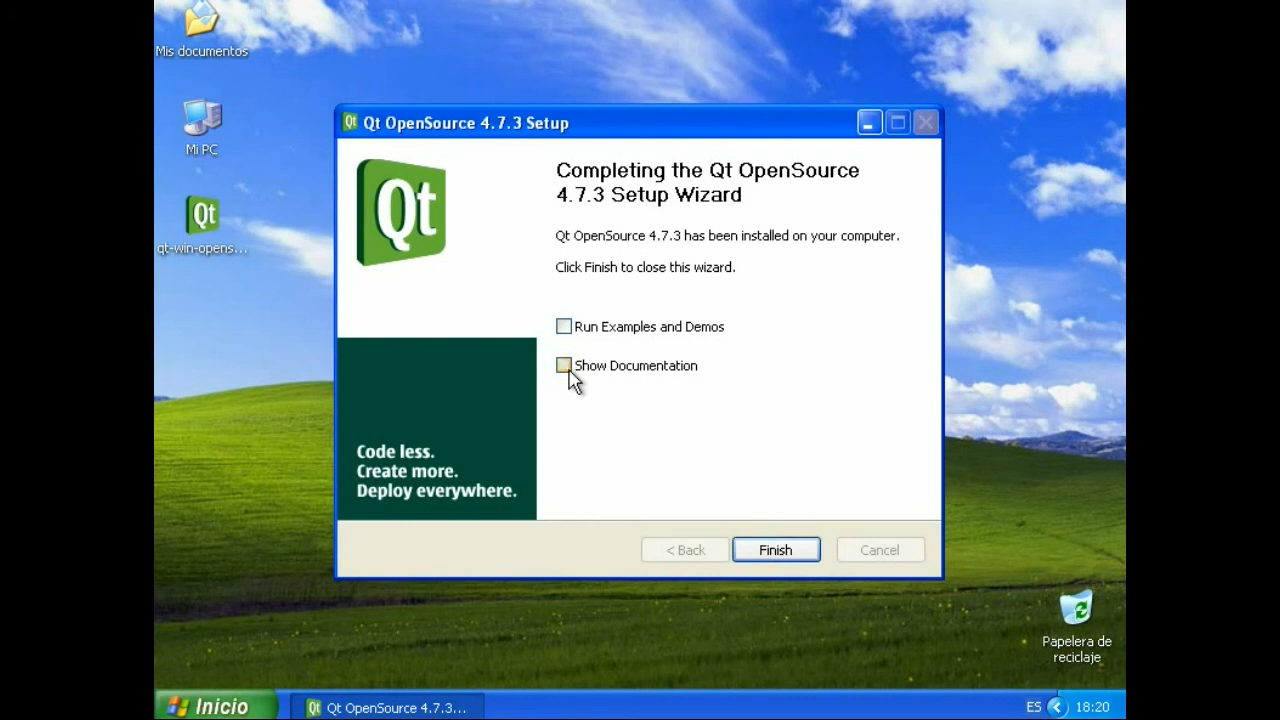 Mis documentos
Mi PC
Qt
qt-win-opens...
Qt OpenSource 4.7.3 Setup
Qt
Completing the Qt OpenSource
4.7.3 Setup Wizard
Qt OpenSource 4.7.3 has been installed on your computer.
Click Finish to close this wizard.
Run Examples and Demos
Show Documentation
Code less.
Create more.
Deploy everywhere.
< Back
Finish
Cancel
Papelera de
reciclaje
Inicio
Qt OpenSource 4.7.3...
ES
18:20